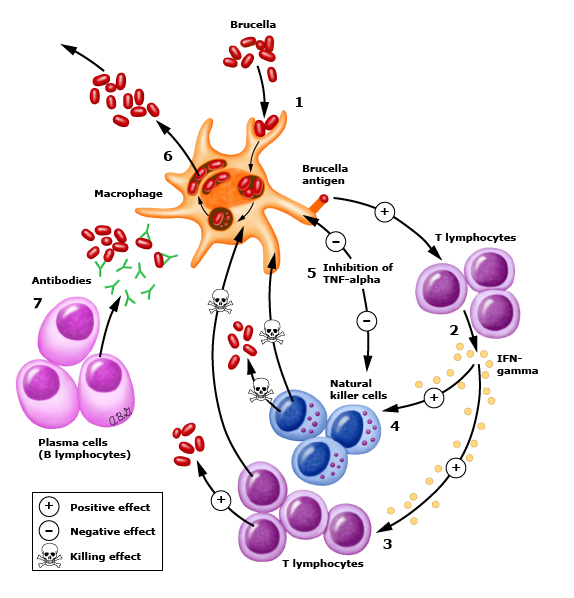 Brucella
1
6
Brucella
antigen
Macrophage
+
T lymphocytes
−
5 Inhibition of
TNF-alpha
Antibodies
7
2
−
IFN-
gamma
Natural
killer cells
+
4
Plasma cells
(B lymphocytes)
+
+
3
T lymphocytes
+ Positive effect
− Negative effect
Killing effect